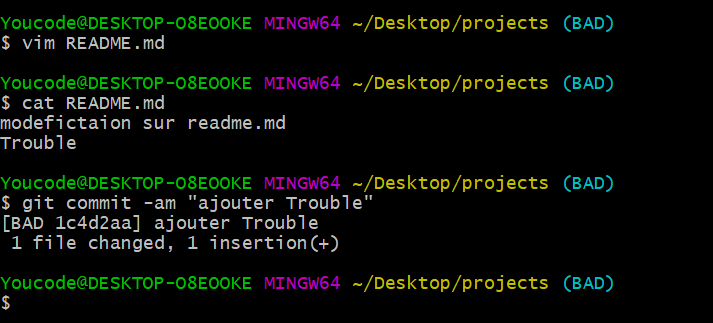 Youcode@DESKTOP-O8EOOKE MINGW64 ~/Desktop/projects (BAD)
$ vim README.md
Youcode@DESKTOP-O8EOOKE MINGW64 ~/Desktop/projects (BAD)
$ cat README.md
modefictaion sur readme.md
Trouble
Youcode@DESKTOP-O8EOOKE MINGW64 ~/Desktop/projects (BAD)
$ git commit -am "ajouter Trouble"
[BAD 1c4d2aa] ajouter Trouble
 1 file changed, 1 insertion(+)
Youcode@DESKTOP-O8EOOKE MINGW64 ~/Desktop/projects (BAD)
$